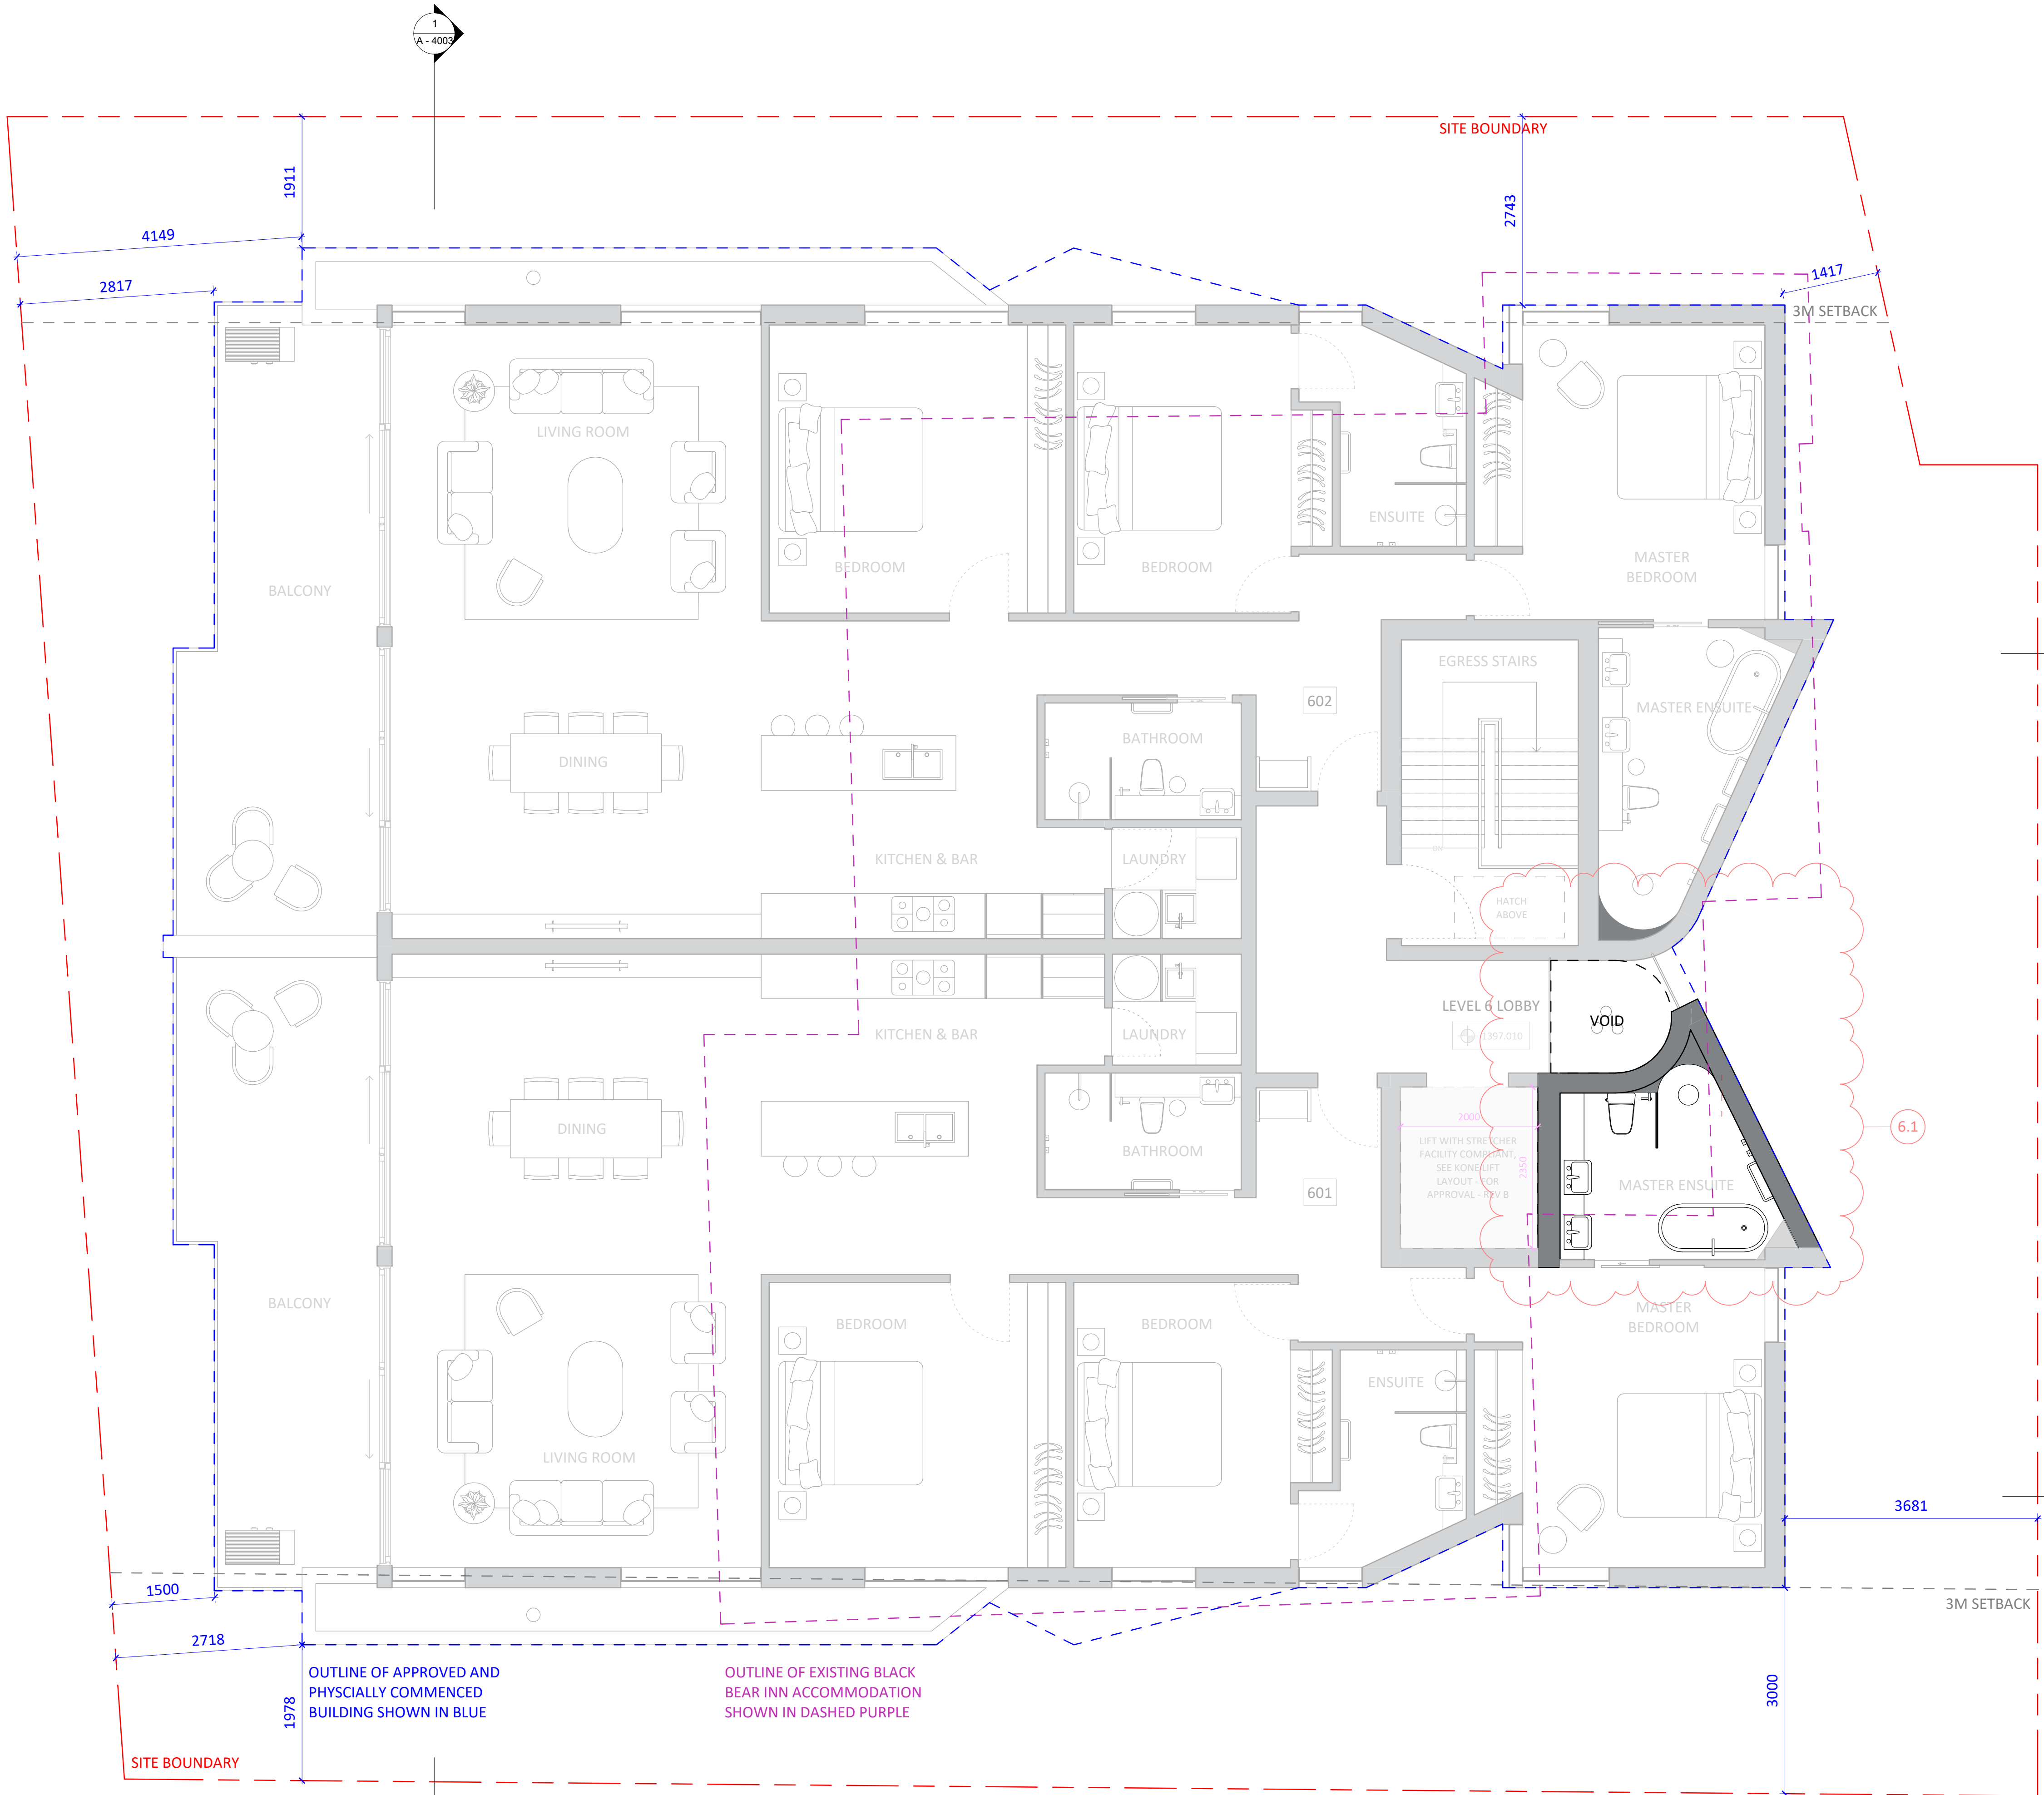 1
A - 4003
SITE BOUNDARY
1911
2743
4149
2817
1417
3M SETBACK
LIVING ROOM
BALCONY
BEDROOM
BEDROOM
ENSUITE
MASTER
BEDROOM
EGRESS STAIRS
602
MASTER ENSUITE
BATHROOM
DINING
KITCHEN & BAR
LAUNDRY
HATCH
ABOVE
LEVEL 6 LOBBY
VOID
1397.010
KITCHEN & BAR
LAUNDRY
DINING
BATHROOM
2000
LIFT WITH STRETCHER
FACILITY COMPLIANT,
SEE KONE LIFT
LAYOUT - FOR
APPROVAL - REV B
2350
6.1
601
MASTER ENSUITE
BALCONY
BEDROOM
BEDROOM
MASTER
BEDROOM
ENSUITE
LIVING ROOM
3681
1500
3M SETBACK
2718
OUTLINE OF APPROVED AND
PHYSCIALLY COMMENCED
BUILDING SHOWN IN BLUE
OUTLINE OF EXISTING BLACK
BEAR INN ACCOMMODATION
SHOWN IN DASHED PURPLE
1978
3000
SITE BOUNDARY